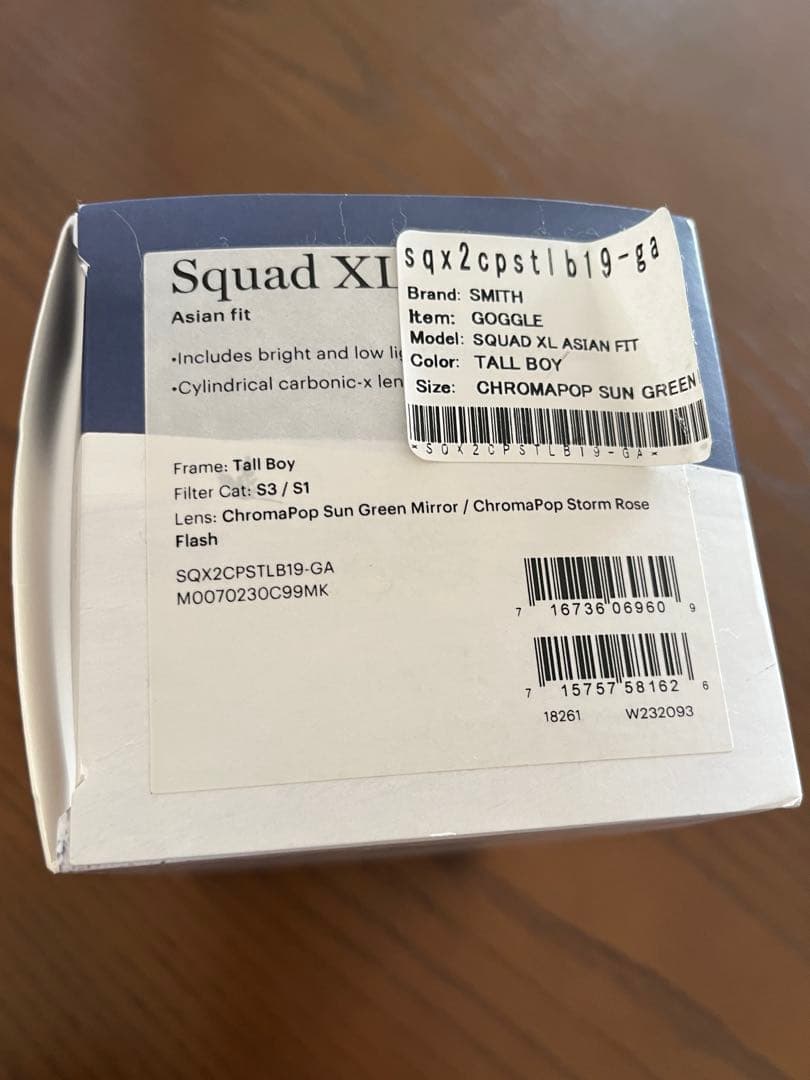 Squad XL
Asian fit
•Includes bright and low
•Cylindrical carbonic-x
sqx2cpstlb19-ga
Brand: SMITH
Item: GOGGLE
Model: SQUAD XL ASIAN FIT
Color: TALL BOY
Size: CHROMAPOP SUN GREEN
*SQX2CPSTLB19-GA*
Frame: Tall Boy
Filter Cat: S3 / S1
Lens: ChromaPop Sun Green Mirror / ChromaPop Storm Rose
Flash
SQX2CPSTLB19-GA
M0070230C99MK
7 16736 06960 9
7 15757 58162 6
18261 W232093